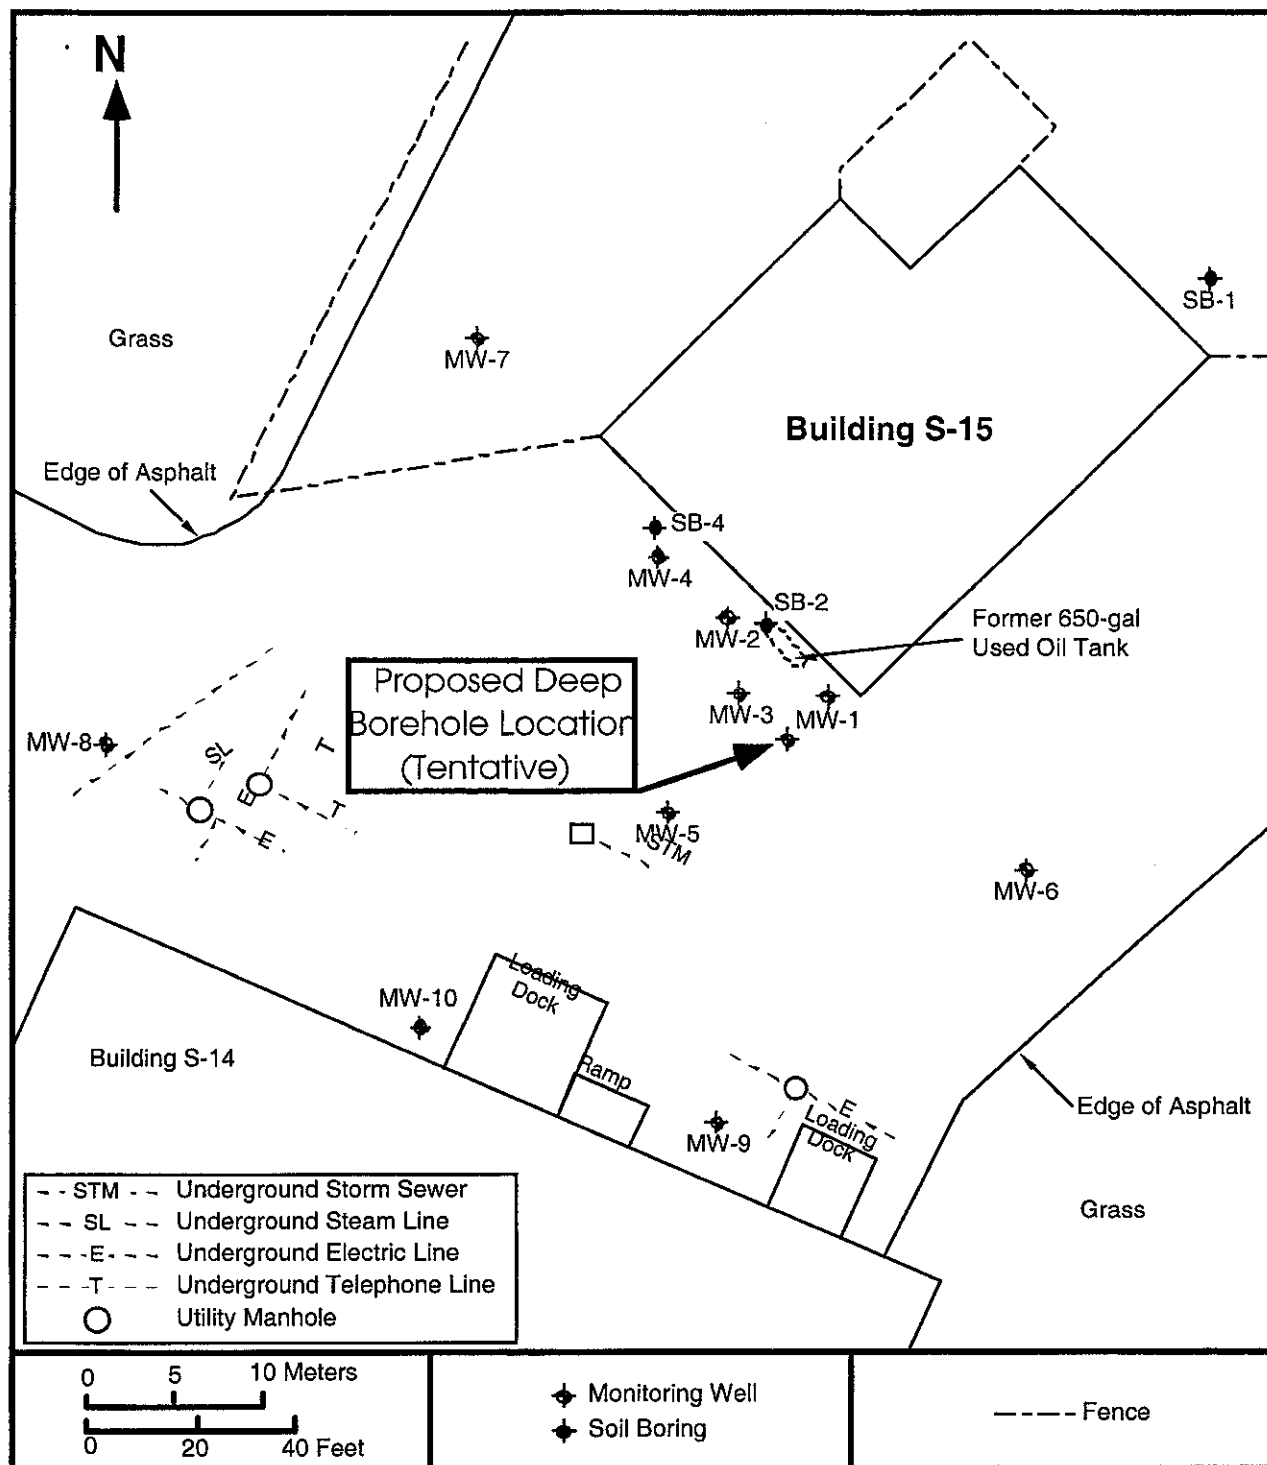 N
SB-1
Grass
MW-7
Building S-15
Edge of Asphalt
SB-4
MW-4
SB-2
MW-2
Former 650-gal
Used Oil Tank
Proposed Deep
Borehole Location
(Tentative)
MW-3
MW-1
MW-8
SL
T
E
T
E
MW-5
STM
MW-6
Loading
Dock
MW-10
Building S-14
Ramp
MW-9
E
Loading
Dock
Edge of Asphalt
Grass
STM Underground Storm Sewer
SL Underground Steam Line
E Underground Electric Line
T Underground Telephone Line
Utility Manhole
0 5 10 Meters
0 20 40 Feet
Monitoring Well
Soil Boring
Fence